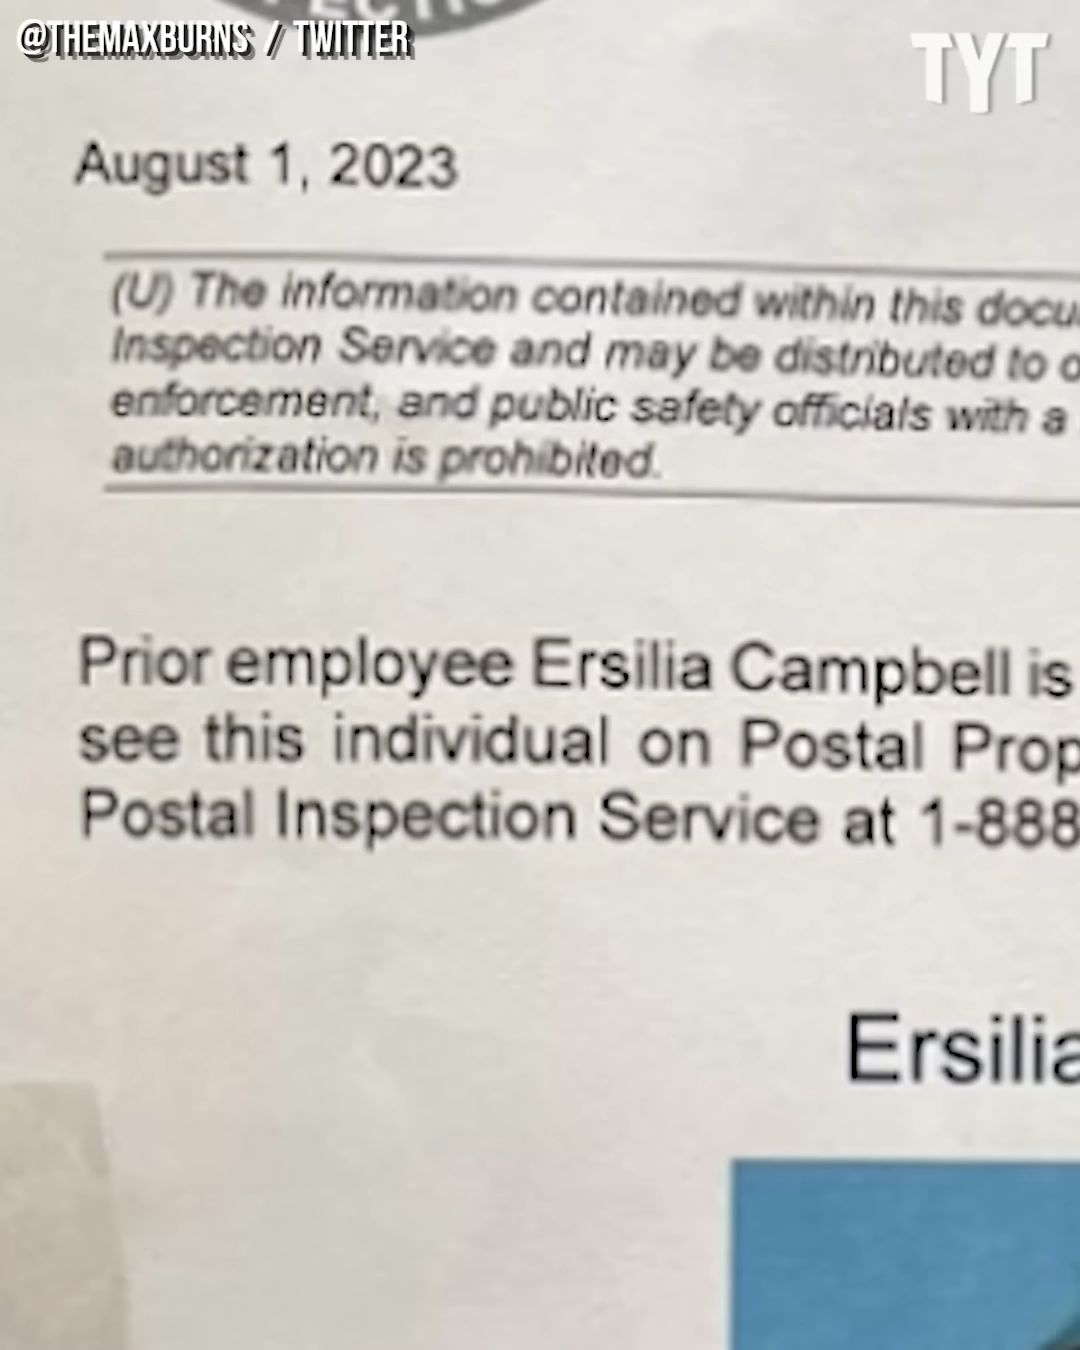 @THEMAXBURNS / TWITTER
TYT
ECTIO
August 1, 2023
(U) The information contained within this docu
Inspection Service and may be distributed to o
enforcement, and public safety officials with a
authorization is prohibited.
Prior employee Ersilia Campbell is
see this individual on Postal Prop
Postal Inspection Service at 1-888
Ersilia